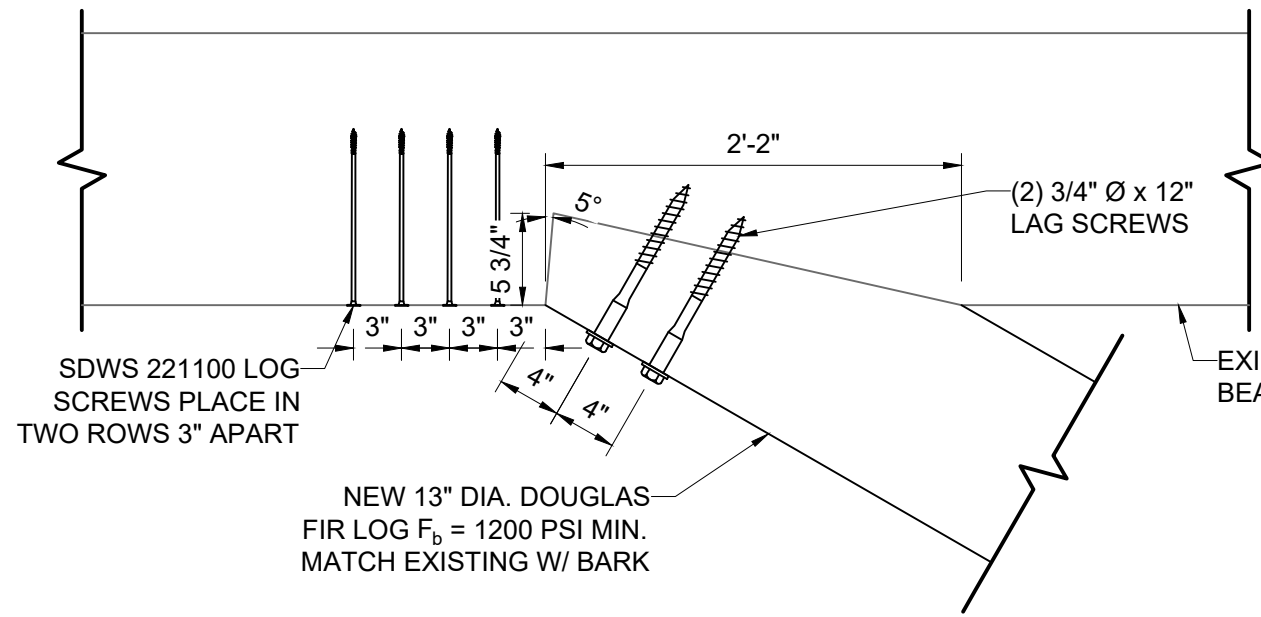 2'-2"
(2) 3/4" Ø x 12"
LAG SCREWS
5°
5 3/4"
3"
3"
3"
3"
4"
4"
SDWS 221100 LOG
SCREWS PLACE IN
TWO ROWS 3" APART
NEW 13" DIA. DOUGLAS
FIR LOG Fb = 1200 PSI MIN.
MATCH EXISTING W/ BARK